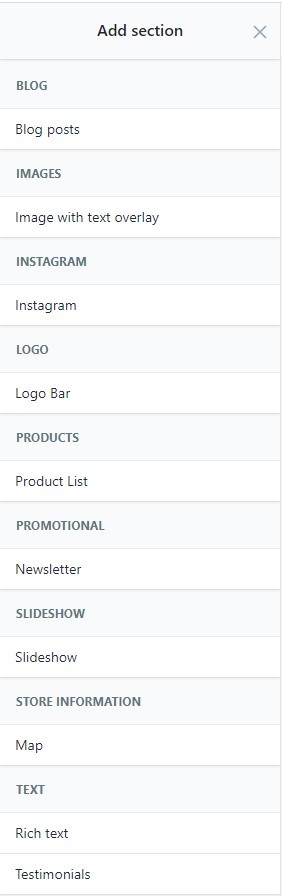 Add section
BLOG
Blog posts
IMAGES
Image with text overlay
INSTAGRAM
Instagram
LOGO
Logo Bar
PRODUCTS
Product List
PROMOTIONAL
Newsletter
SLIDESHOW
Slideshow
STORE INFORMATION
Map
TEXT
Rich text
Testimonials